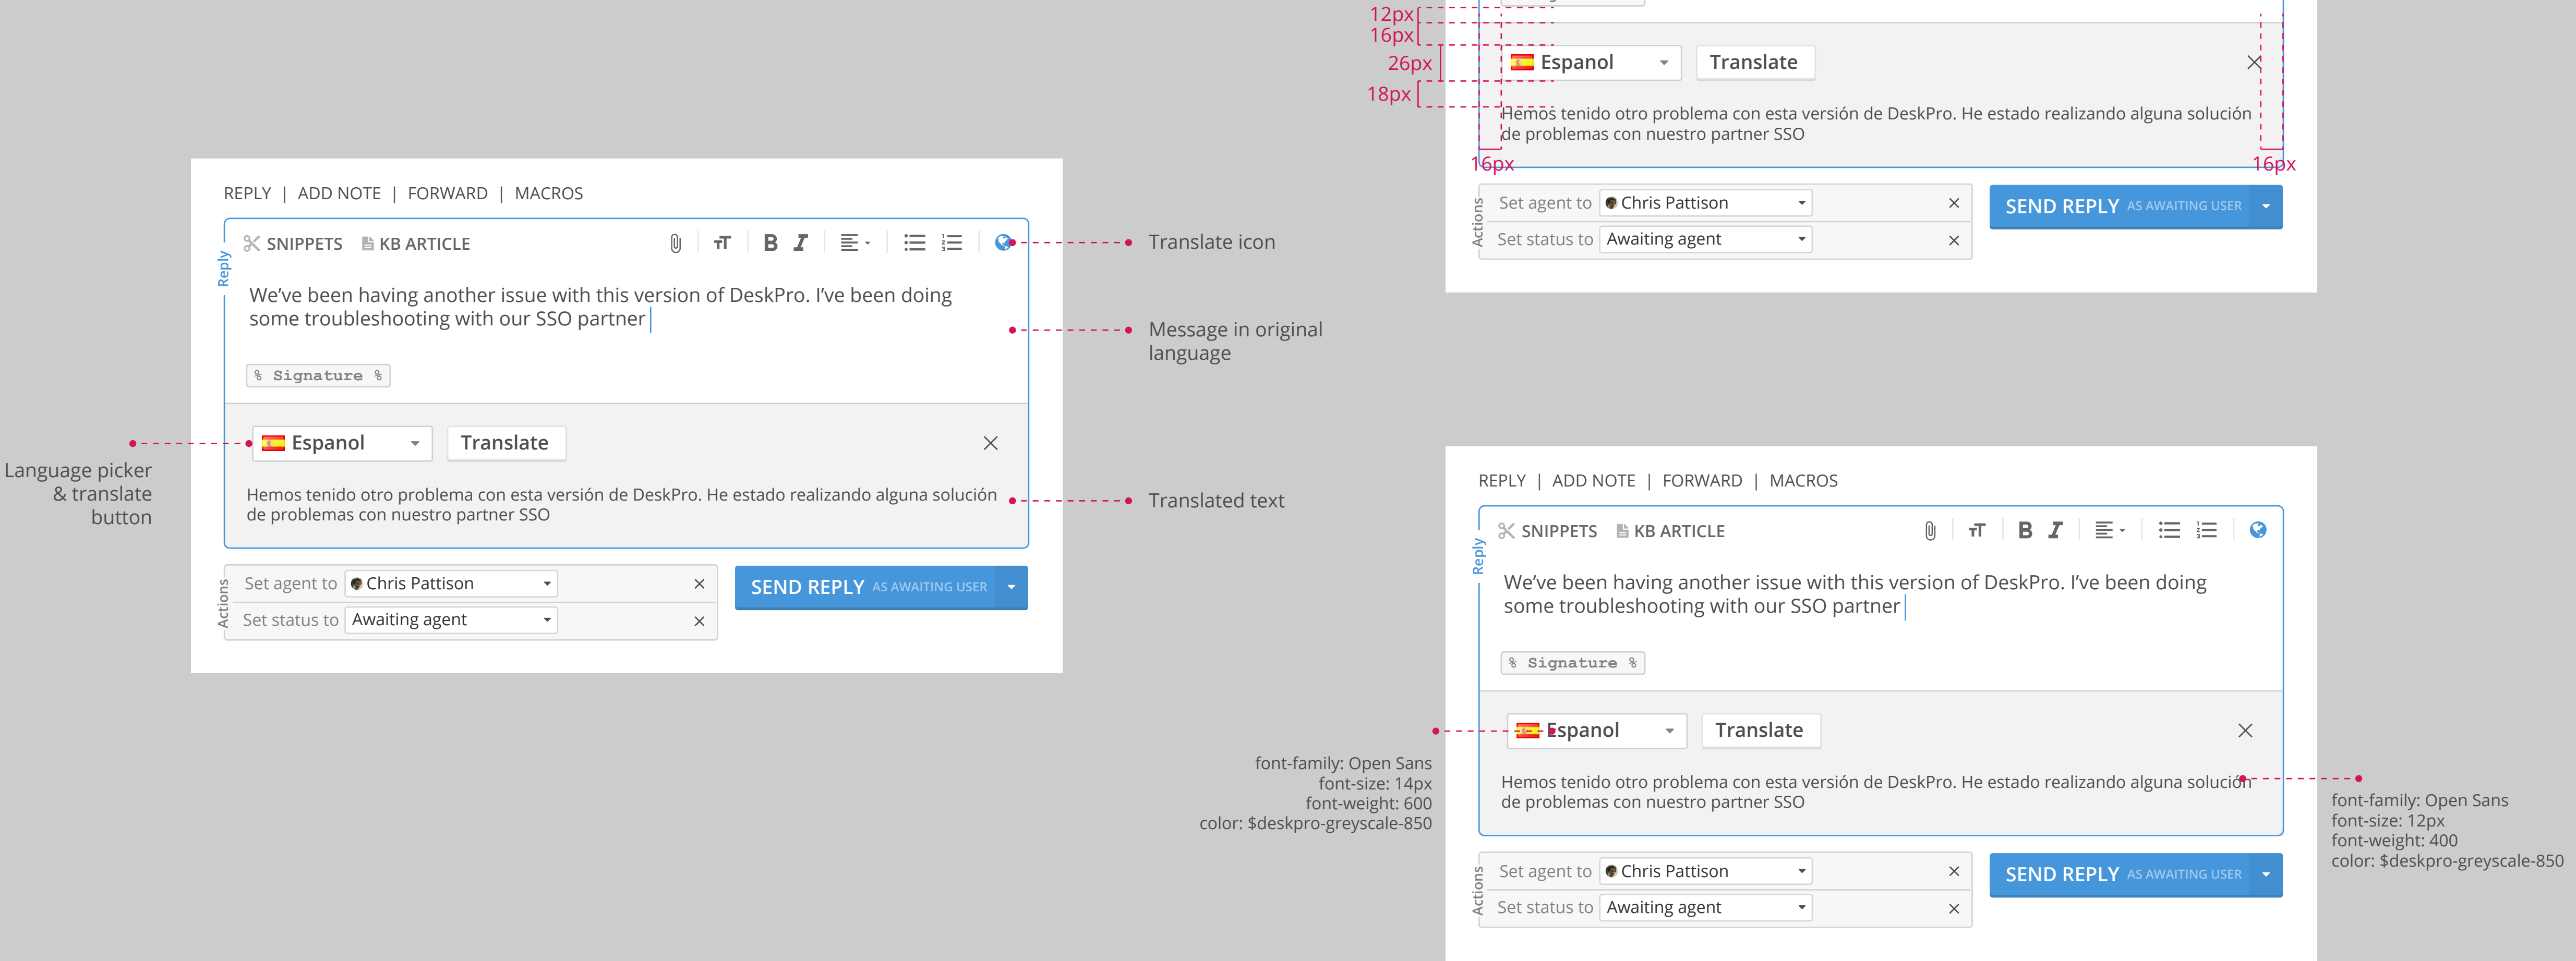 REPLY | ADD NOTE | FORWARD | MACROS
SNIPPETS KB ARTICLE
Reply
We've been having another issue with this version of DeskPro. I've been doing
some troubleshooting with our SSO partner
% Signature %
Espanol Translate
Hemos tenido otro problema con esta versión de DeskPro. He estado realizando alguna solución
de problemas con nuestro partner SSO
Actions
Set agent to Chris Pattison
Set status to Awaiting agent
SEND REPLY AS AWAITING USER
Language picker
& translate
button
Translate icon
Message in original
language
Translated text
12px
16px
26px
18px
Espanol Translate
Hemos tenido otro problema con esta versión de DeskPro. He estado realizando alguna solución
de problemas con nuestro partner SSO
16px 16px
Actions
Set agent to Chris Pattison
Set status to Awaiting agent
SEND REPLY AS AWAITING USER
REPLY | ADD NOTE | FORWARD | MACROS
SNIPPETS KB ARTICLE
Reply
We've been having another issue with this version of DeskPro. I've been doing
some troubleshooting with our SSO partner
% Signature %
Espanol Translate
Hemos tenido otro problema con esta versión de DeskPro. He estado realizando alguna solución
de problemas con nuestro partner SSO
Actions
Set agent to Chris Pattison
Set status to Awaiting agent
SEND REPLY AS AWAITING USER
font-family: Open Sans
font-size: 14px
font-weight: 600
color: $deskpro-greyscale-850
font-family: Open Sans
font-size: 12px
font-weight: 400
color: $deskpro-greyscale-850